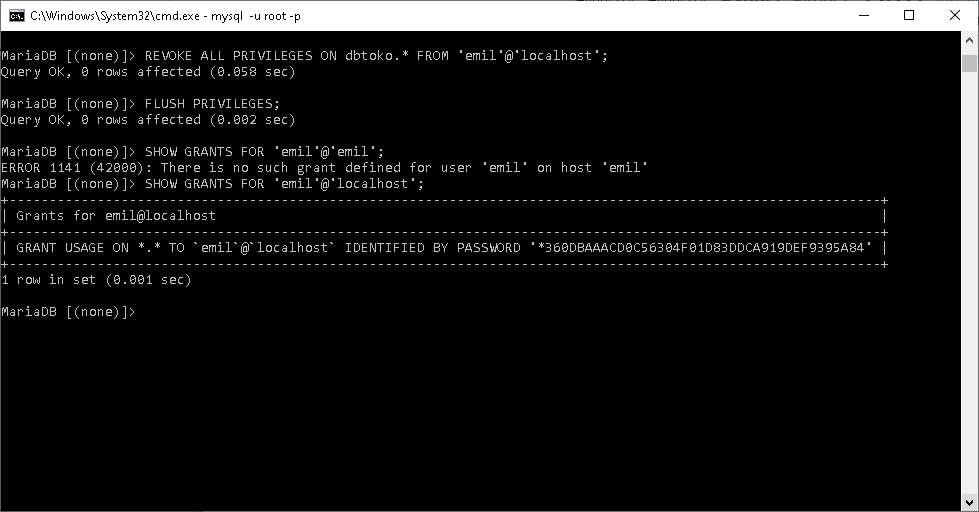 C:\Windows\System32\cmd.exe - mysql -u root -p
MariaDB [(none)]> REVOKE ALL PRIVILEGES ON dbtoko.* FROM 'emil'@'localhost';
Query OK, 0 rows affected (0.058 sec)
MariaDB [(none)]> FLUSH PRIVILEGES;
Query OK, 0 rows affected (0.002 sec)
MariaDB [(none)]> SHOW GRANTS FOR 'emil'@'emil';
ERROR 1141 (42000): There is no such grant defined for user 'emil' on host 'emil'
MariaDB [(none)]> SHOW GRANTS FOR 'emil'@'localhost';
+--------------------------------------------------------------------------------------------------------------+
| Grants for emil@localhost |
+--------------------------------------------------------------------------------------------------------------+
| GRANT USAGE ON *.* TO `emil`@`localhost` IDENTIFIED BY PASSWORD '*360DBAAACD0C56304F01D83DDCA919DEF9395A84' |
+--------------------------------------------------------------------------------------------------------------+
1 row in set (0.001 sec)
MariaDB [(none)]>